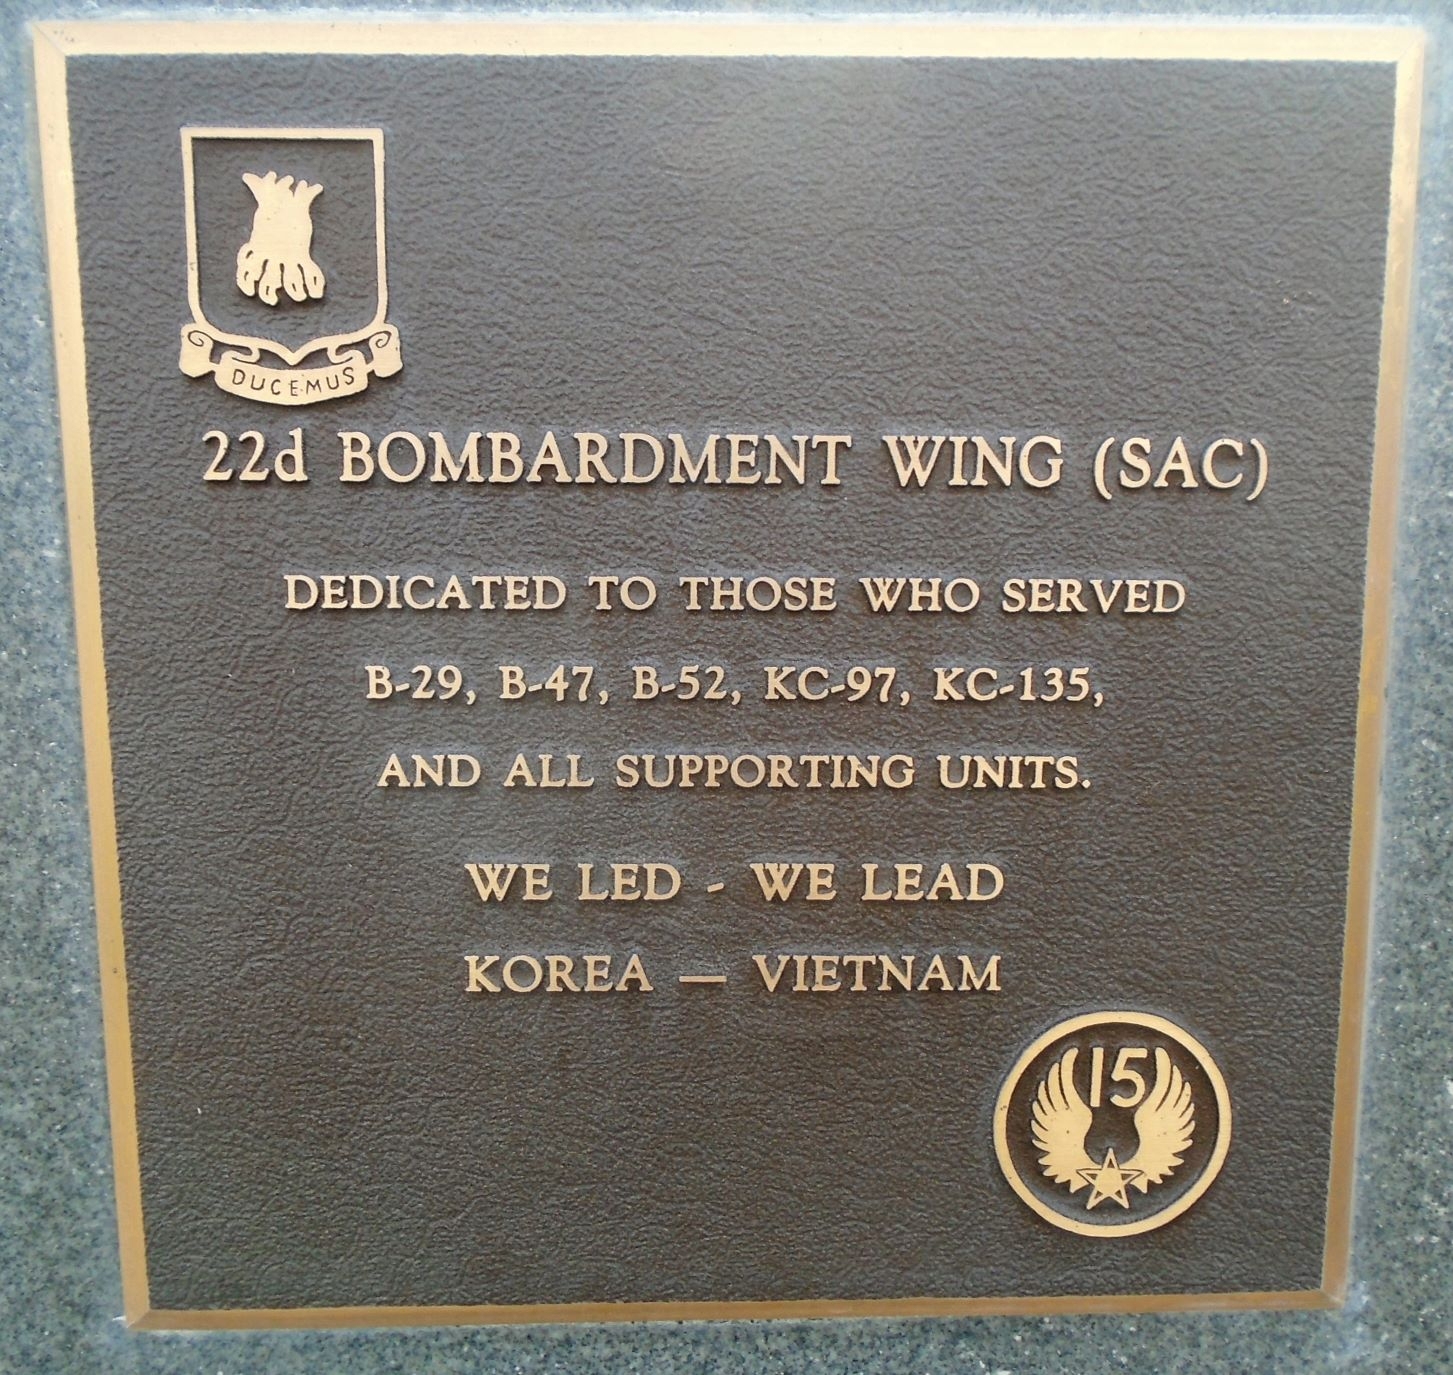 DUCEMUS
22d BOMBARDMENT WING (SAC)
DEDICATED TO THOSE WHO SERVED
B-29, B-47, B-52, KC-97, KC-135,
AND ALL SUPPORTING UNITS.
WE LED - WE LEAD
KOREA — VIETNAM
15